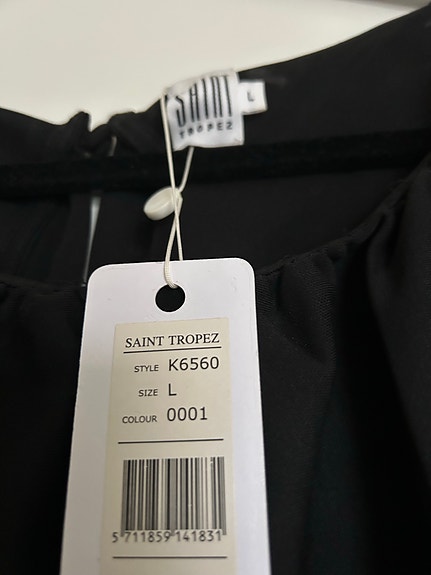 SAINT
TROPEZ
L
SAINT TROPEZ
STYLE K6560
SIZE L
COLOUR 0001
5 711859 141831